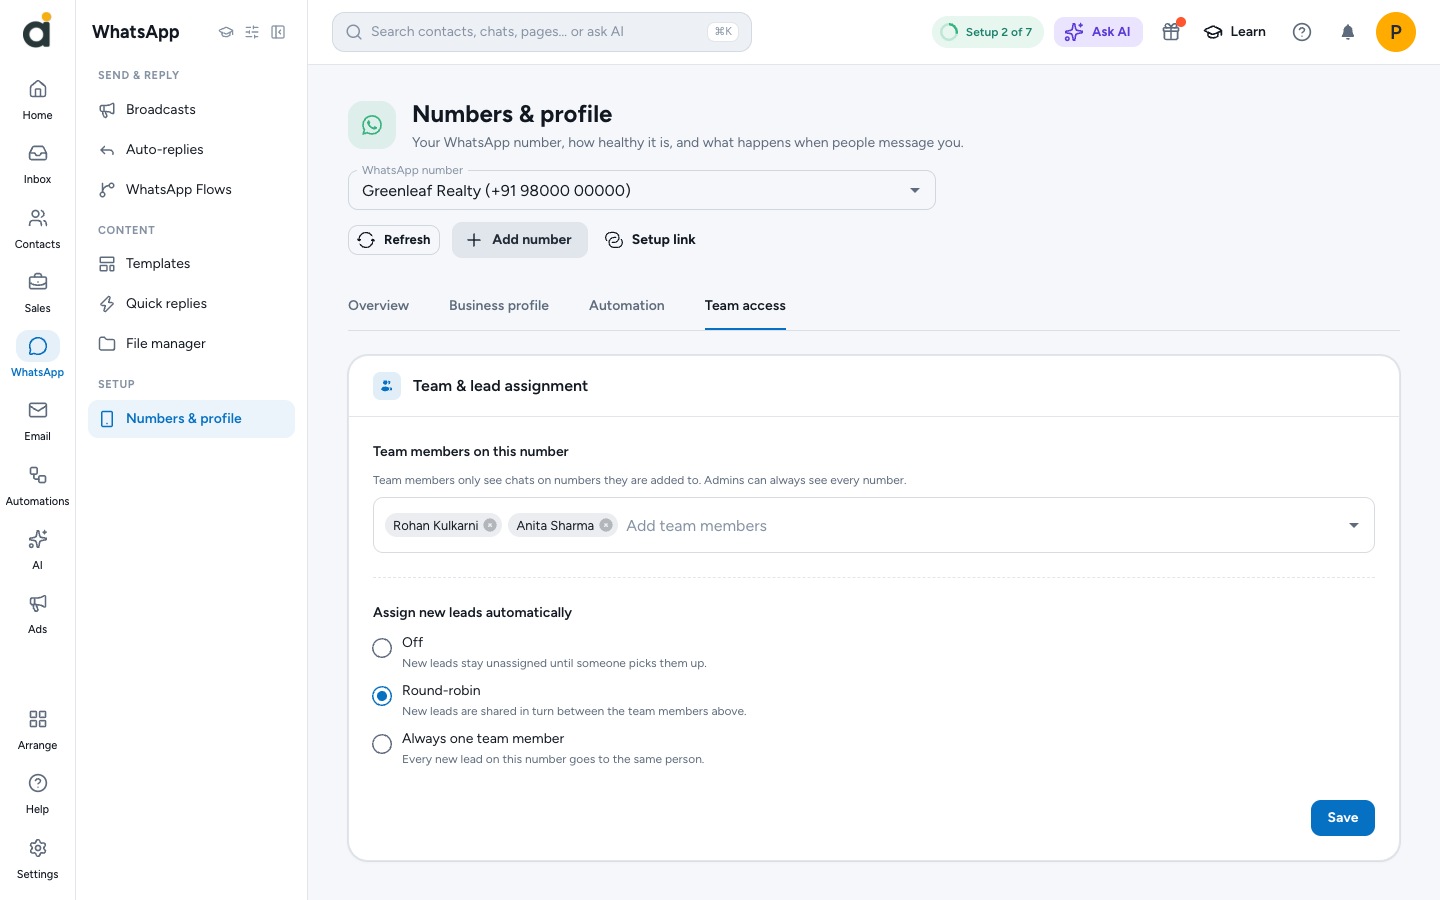 WhatsApp
Search contacts, chats, pages... or ask AI
⌘K
Setup 2 of 7
Ask AI
Learn
P
Home
Inbox
Contacts
Sales
WhatsApp
Email
Automations
AI
Ads
Arrange
Help
Settings
SEND & REPLY
Broadcasts
Auto-replies
WhatsApp Flows
CONTENT
Templates
Quick replies
File manager
SETUP
Numbers & profile
Numbers & profile
Your WhatsApp number, how healthy it is, and what happens when people message you.
WhatsApp number
Greenleaf Realty (+91 98000 00000)
Refresh
Add number
Setup link
Overview
Business profile
Automation
Team access
Team & lead assignment
Team members on this number
Team members only see chats on numbers they are added to. Admins can always see every number.
Rohan Kulkarni
Anita Sharma
Add team members
Assign new leads automatically
Off
New leads stay unassigned until someone picks them up.
Round-robin
New leads are shared in turn between the team members above.
Always one team member
Every new lead on this number goes to the same person.
Save